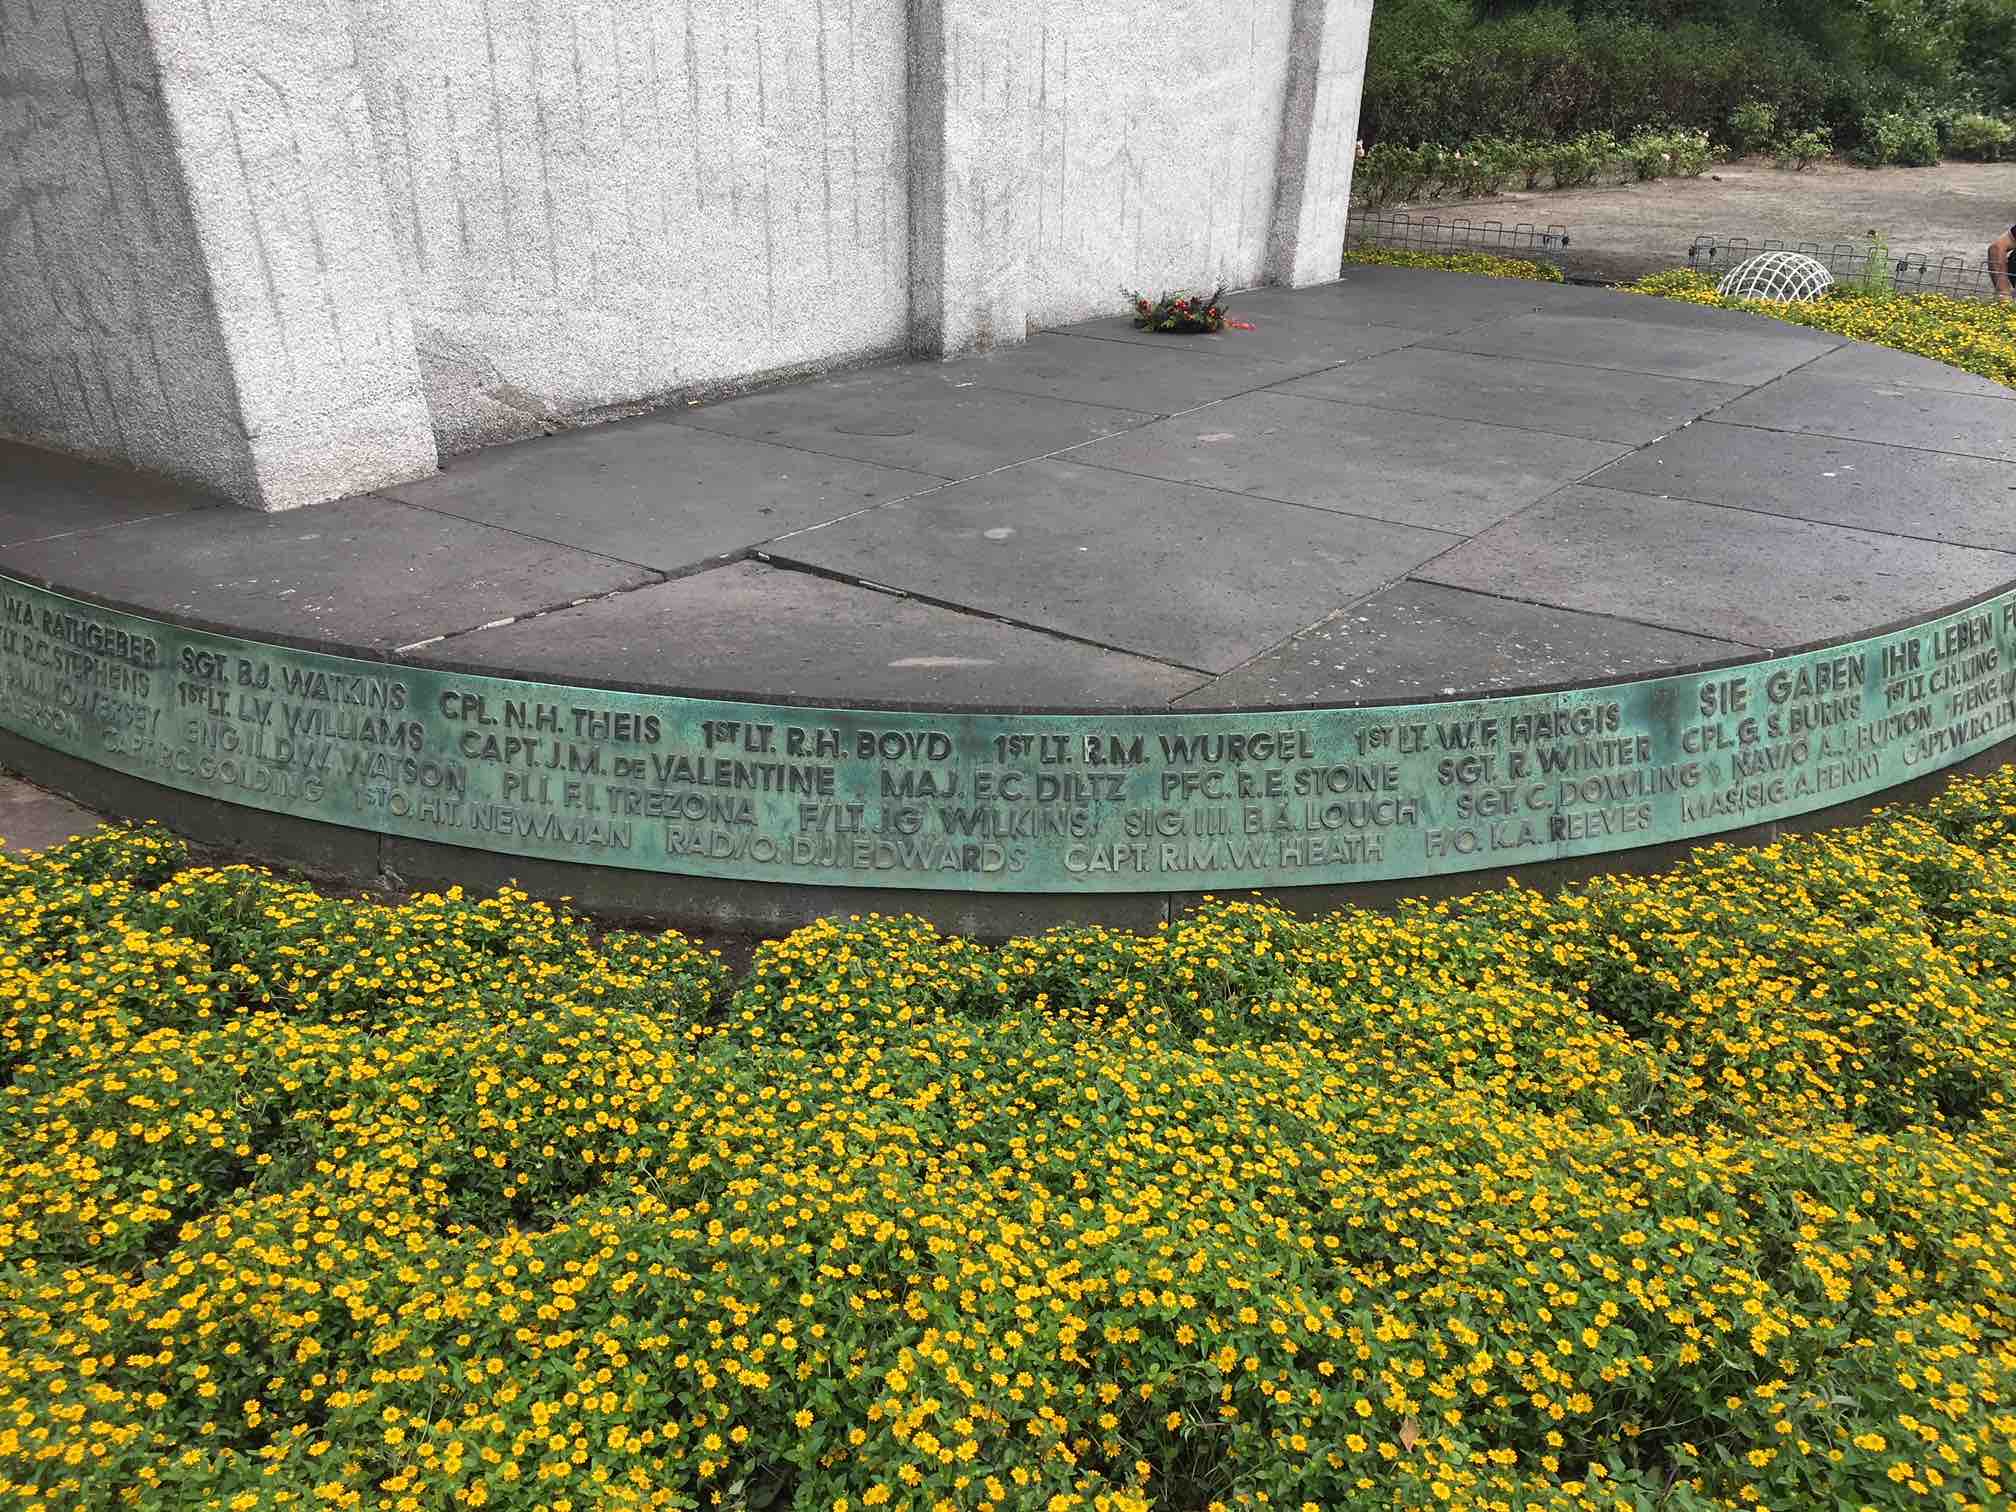 W.A. RATHGEBER SGT. B.J. WATKINS CPL. N.H. THEIS 1ST LT. R.H. BOYD 1ST LT. R.M. WURGEL 1ST LT. W.F. HARGIS SIE GABEN IHR LEBEN
LT. R.C. STEPHENS 1ST LT. L.V. WILLIAMS CAPT. J.M. DE VALENTINE MAJ. E.C. DILTZ PFC. R.E. STONE SGT. R. WINTER CPL. G.S. BURNS 1ST LT. C.H. KING
TOWERSEY ENG. II. D.W. WATSON PI. I. F.I. TREZONA F/LT. J.G WILKINS SIG. III. B.A. LOUCH SGT. C. DOWLING NAV/O A.J. BURTON F/ENG
CAPT. R.C. GOLDING 1ST O. H.T. NEWMAN RAD/O. D.J. EDWARDS CAPT. R.M.W. HEATH F/O. K.A. REEVES MAS/SIG. A. PENNY CAPT. W.R.O.